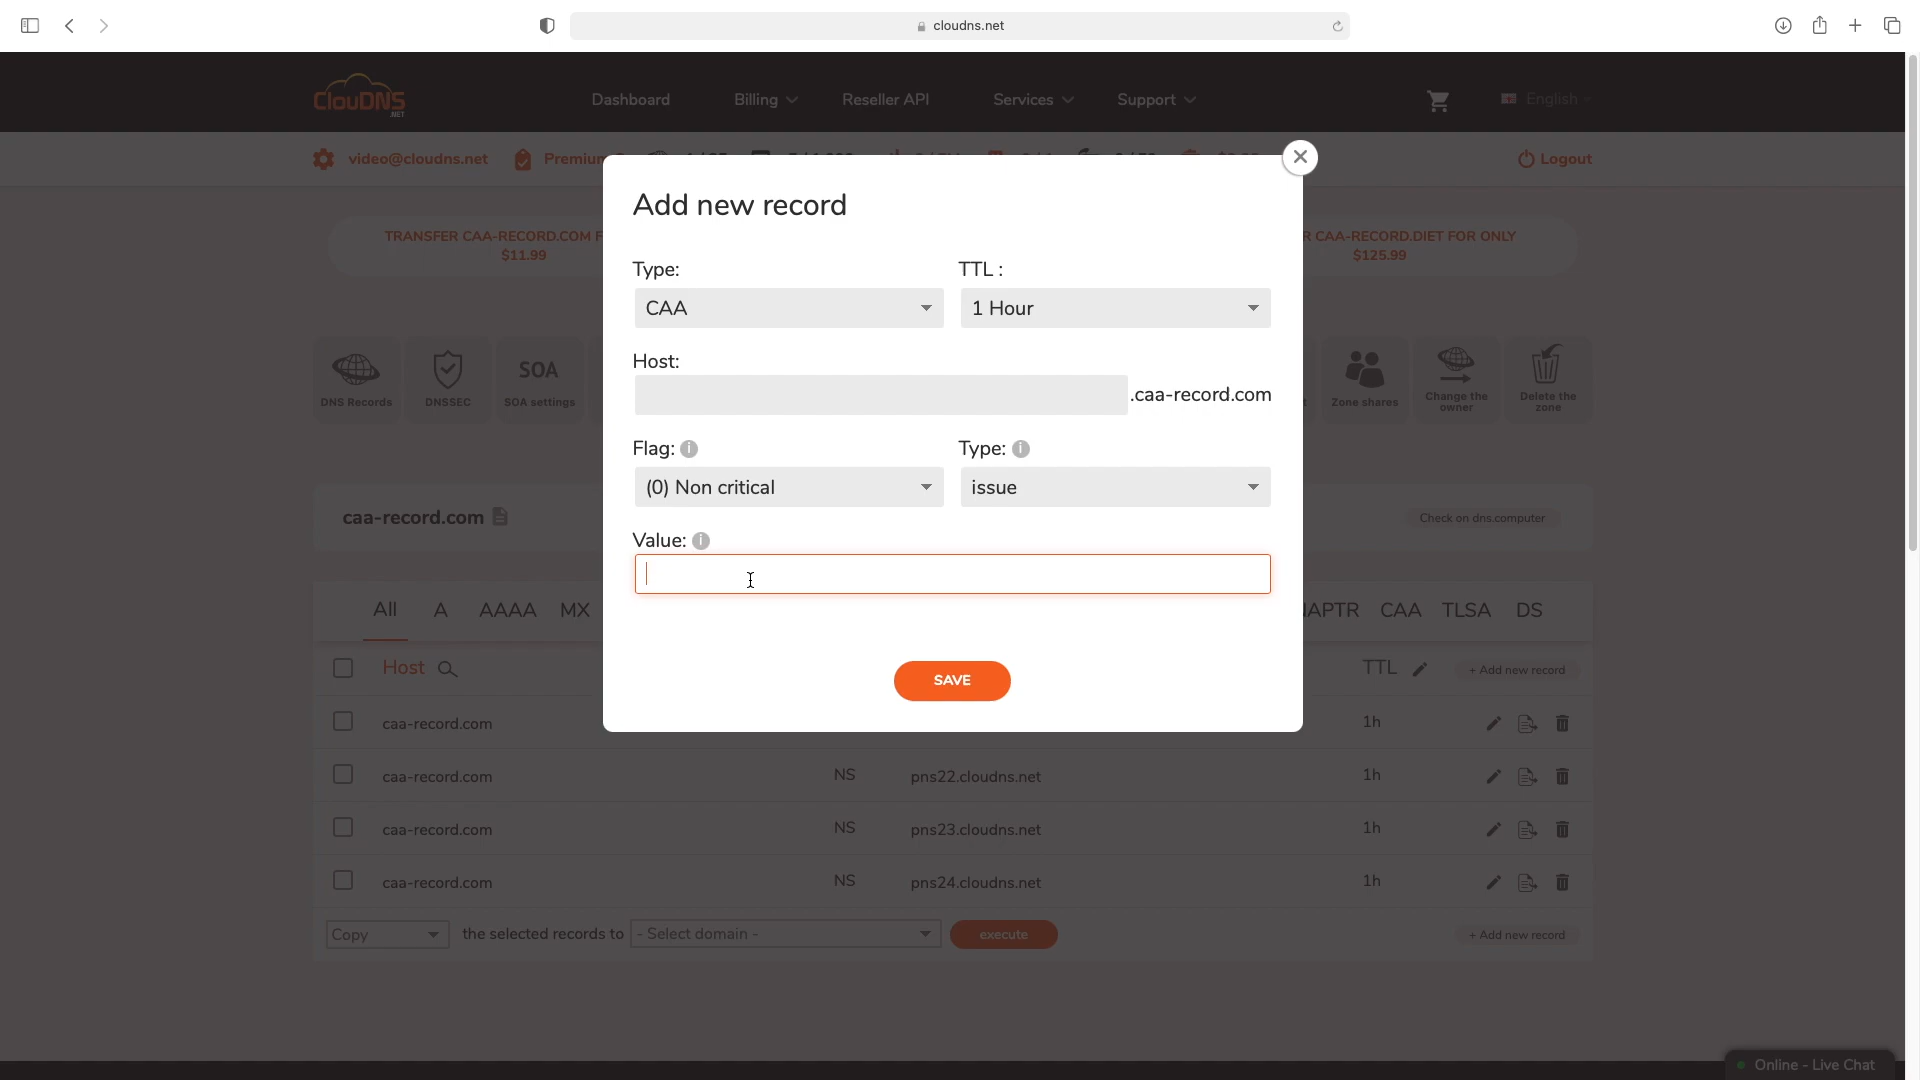 cloudns.net
ClouDNS
.NET
Dashboard
Billing
Reseller API
Services
Support
English
video@cloudns.net
Premium
Logout
TRANSFER CAA-RECORD.COM F
$11.99
R CAA-RECORD.DIET FOR ONLY
$125.99
Add new record
Type:
TTL :
CAA
1 Hour
Host:
.caa-record.com
Flag:
Type:
(0) Non critical
issue
Value:
SAVE
DNS Records
DNSSEC
SOA
SOA settings
Zone shares
Change the
owner
Delete the
zone
caa-record.com
Check on dns.computer
All
A
AAAA
MX
NAPTR
CAA
TLSA
DS
Host
TTL
+ Add new record
caa-record.com
1h
caa-record.com
NS
pns22.cloudns.net
1h
caa-record.com
NS
pns23.cloudns.net
1h
caa-record.com
NS
pns24.cloudns.net
1h
Copy
the selected records to
- Select domain -
execute
+ Add new record
Online - Live Chat